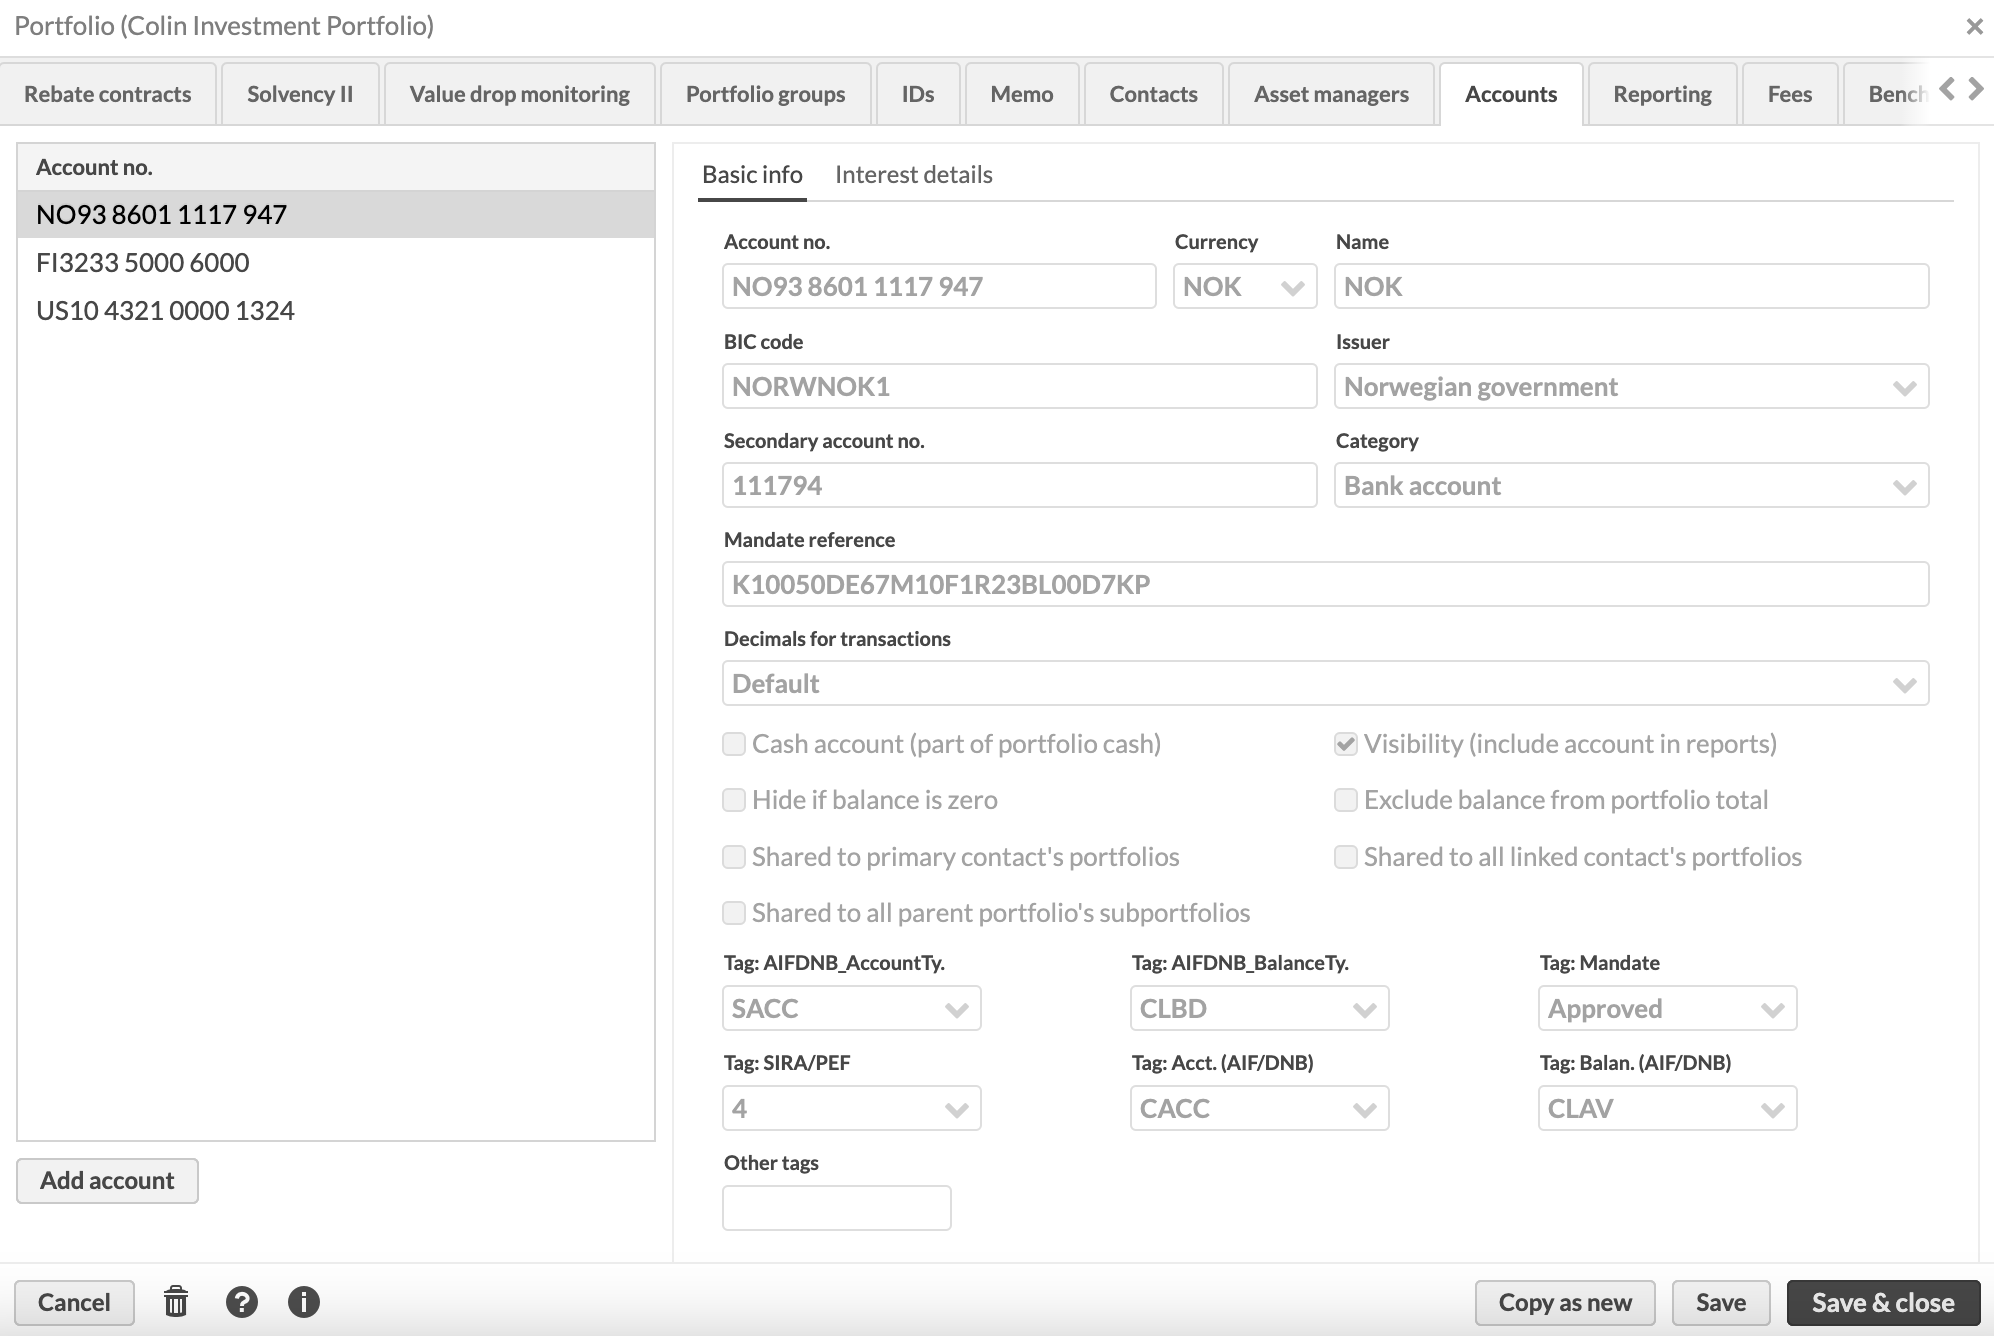 Portfolio (Colin Investment Portfolio)
Rebate contracts
Solvency II
Value drop monitoring
Portfolio groups
IDs
Memo
Contacts
Asset managers
Accounts
Reporting
Fees
Bench
Account no.
NO93 8601 1117 947
FI3233 5000 6000
US10 4321 0000 1324
Add account
Basic info
Interest details
Account no.
Currency
Name
NO93 8601 1117 947
NOK
NOK
BIC code
Issuer
NORWNOK1
Norwegian government
Secondary account no.
Category
111794
Bank account
Mandate reference
K10050DE67M10F1R23BL00D7KP
Decimals for transactions
Default
Cash account (part of portfolio cash)
Visibility (include account in reports)
Hide if balance is zero
Exclude balance from portfolio total
Shared to primary contact's portfolios
Shared to all linked contact's portfolios
Shared to all parent portfolio's subportfolios
Tag: AIFDNB_AccountTy.
Tag: AIFDNB_BalanceTy.
Tag: Mandate
SACC
CLBD
Approved
Tag: SIRA/PEF
Tag: Acct. (AIF/DNB)
Tag: Balan. (AIF/DNB)
4
CACC
CLAV
Other tags
Cancel
Copy as new
Save
Save & close